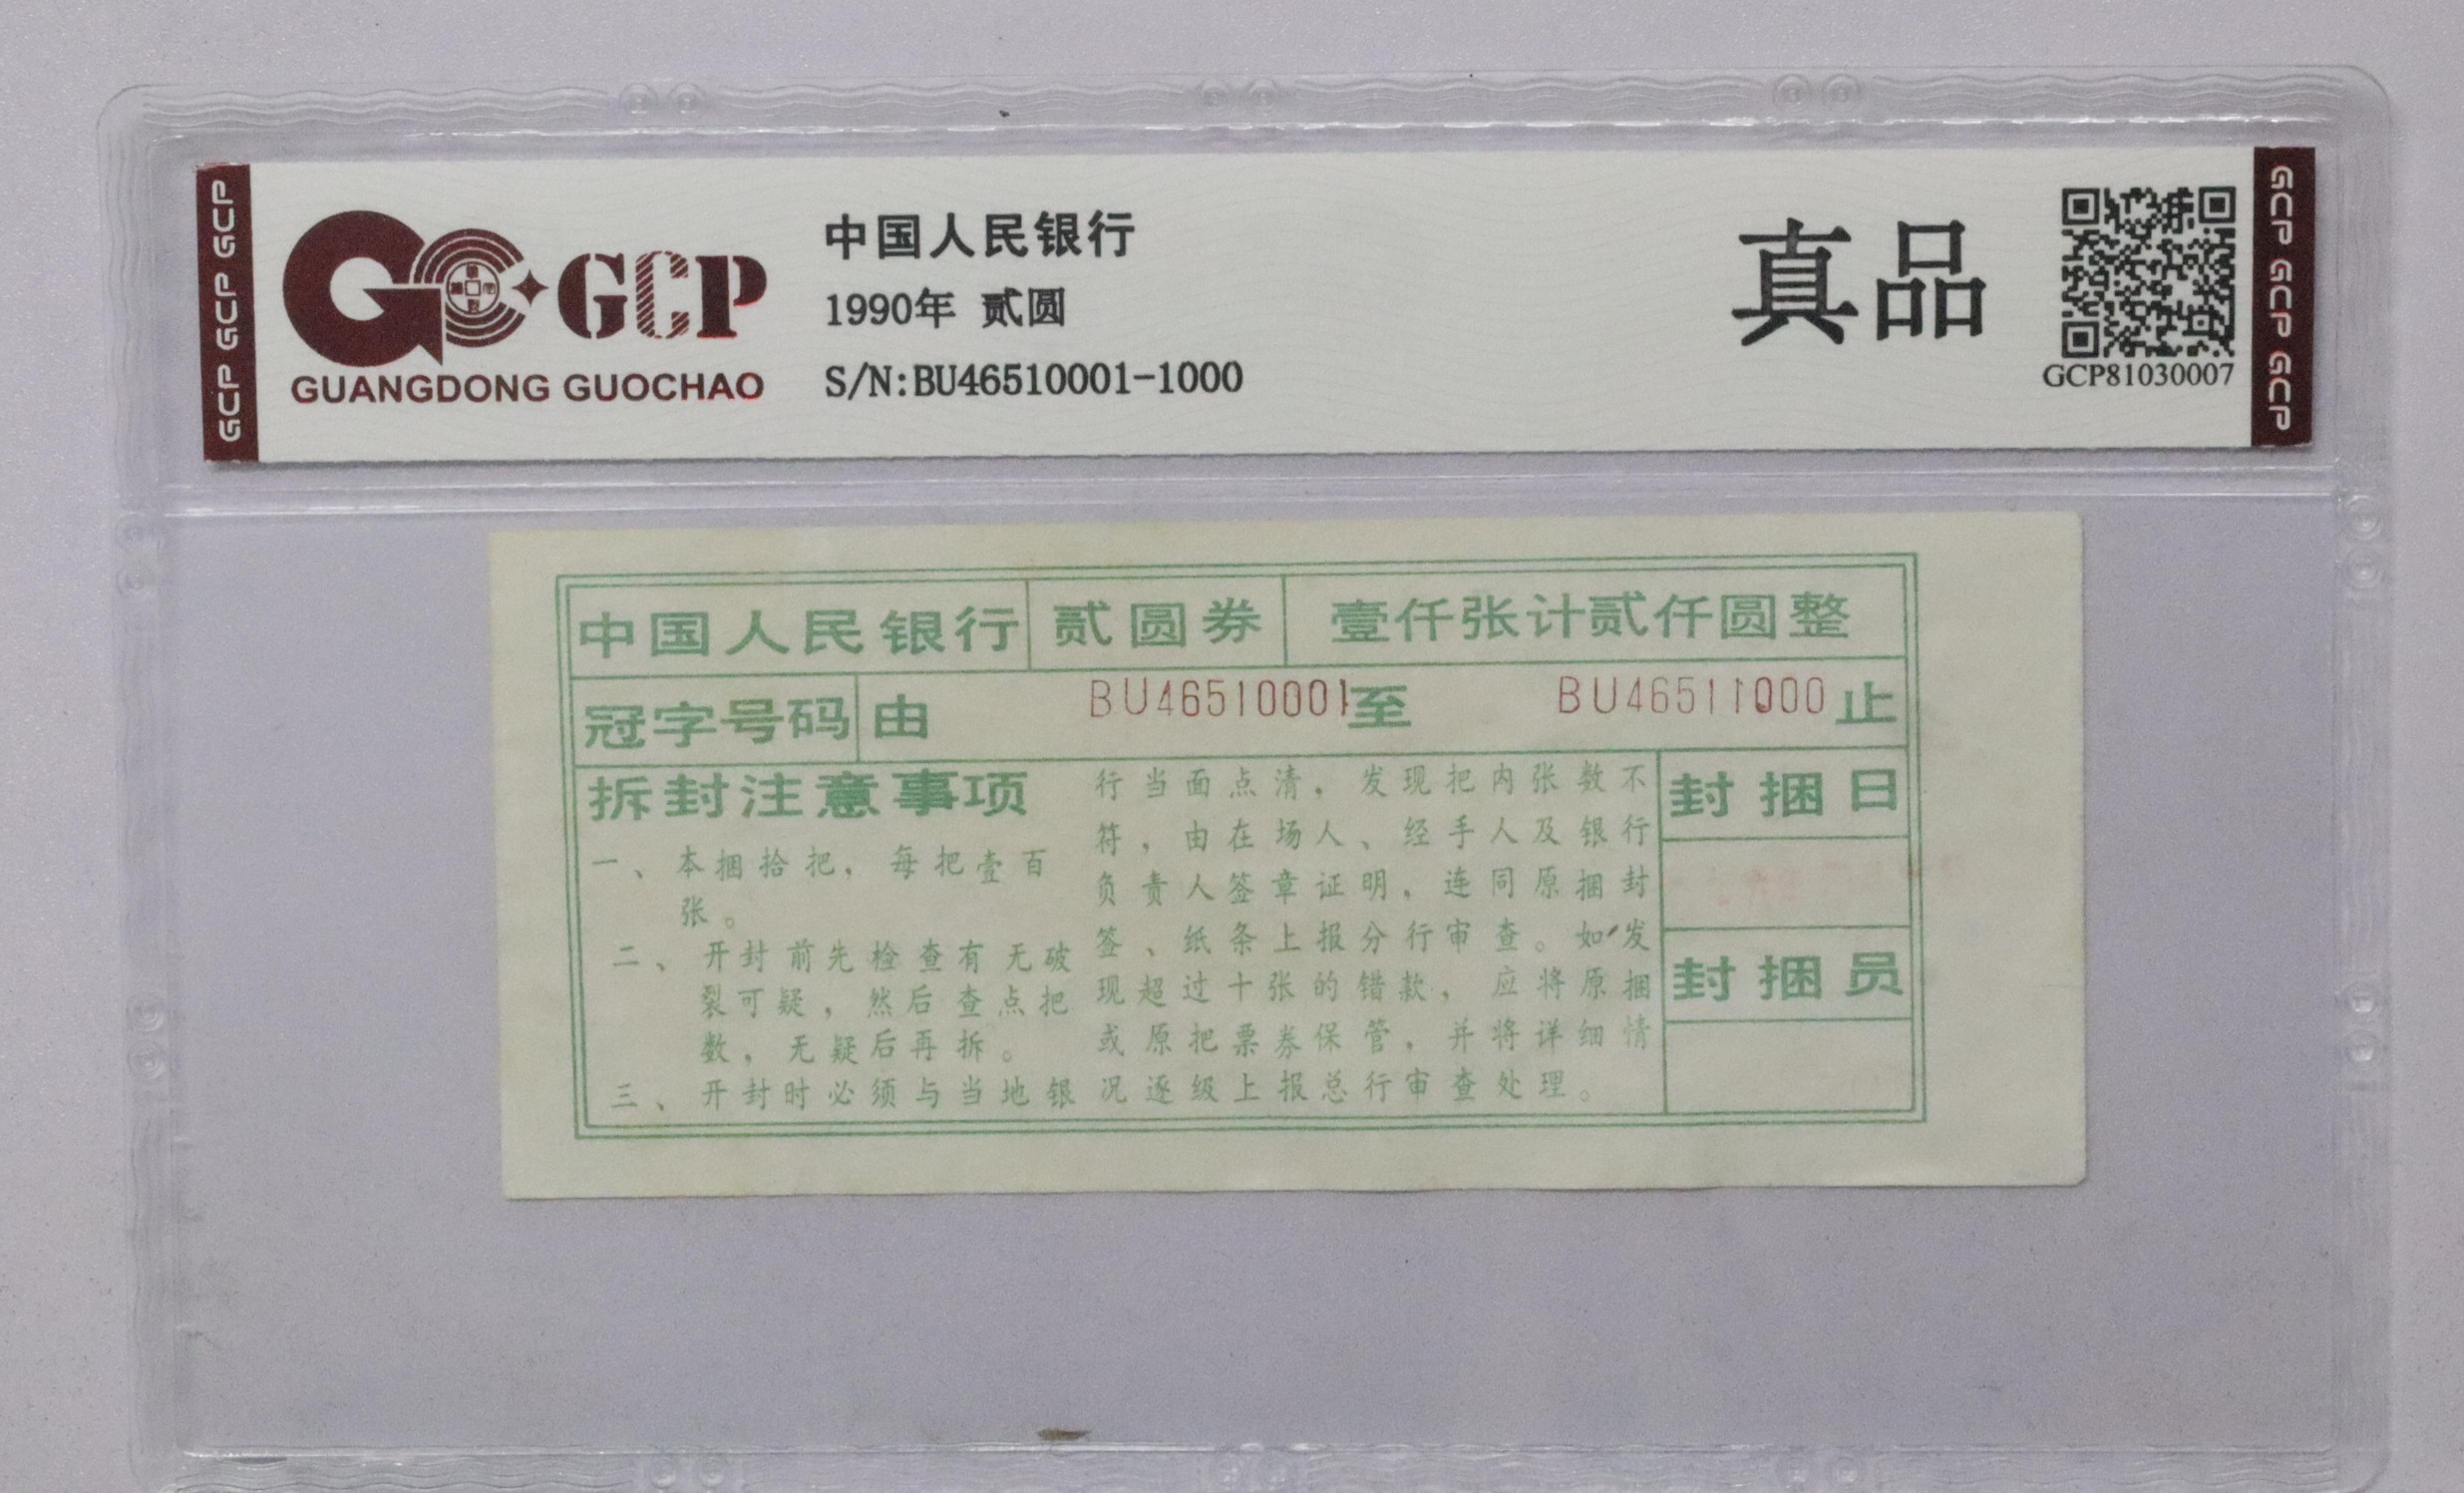 GCP GCP GCP
GCP
GUANGDONG GUOCHAO
中国人民银行
1990年 贰圆
S/N:BU46510001-1000
真品
GCP81030007
GCP GCP GCP
中国人民银行 贰圆券 壹仟张计贰仟圆整
冠字号码 由 BU46510001至 BU46511000止
拆封注意事项
一、本捆拾把，每把壹百
张。
二、开封前先检查有无破
裂可疑，然后查点把
数，无疑后再拆。
三、开封时必须与当地银
行当面点清，发现把内张数不
符，由在场人、经手人及银行
负责人签章证明，连同原捆封
签、纸条上报分行审查。如发
现超过十张的错款，应将原捆
或原把票券保管，并将详细情
况逐级上报总行审查处理。
封捆日
封捆员